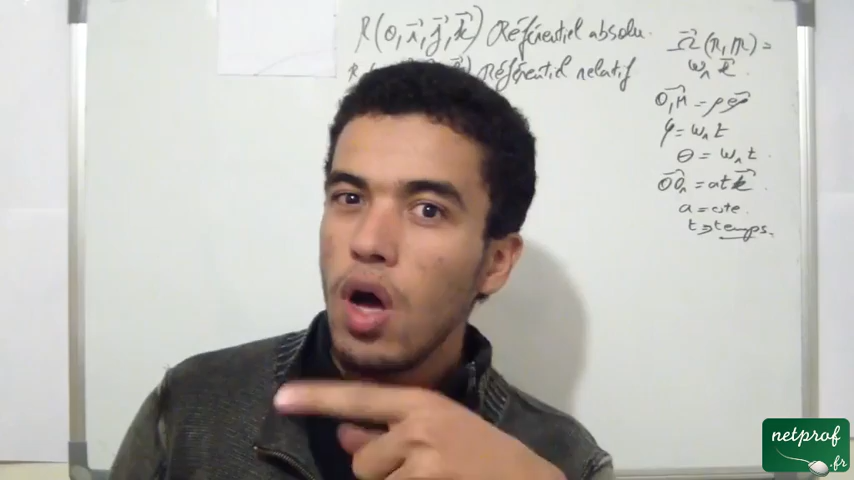 R(O, i⃗, j⃗, k⃗) Référentiel absolu.
Référentiel relatif
Ω⃗(R₁/R) =
ω₁ k⃗.
O₁M⃗ = ρ e⃗ρ
φ = ω₁ t
θ = ω₁ t.
OO₁⃗ = at k⃗.
a = cte.
t ⇒ temps.
netprof
.fr